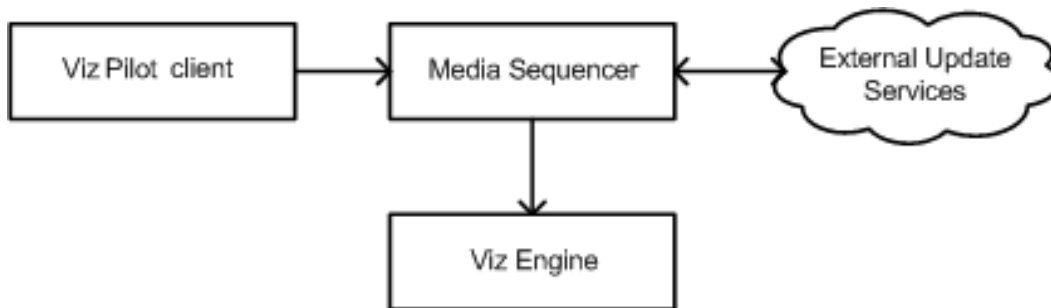 Viz Pilot client
Media Sequencer
External Update
Services
Viz Engine